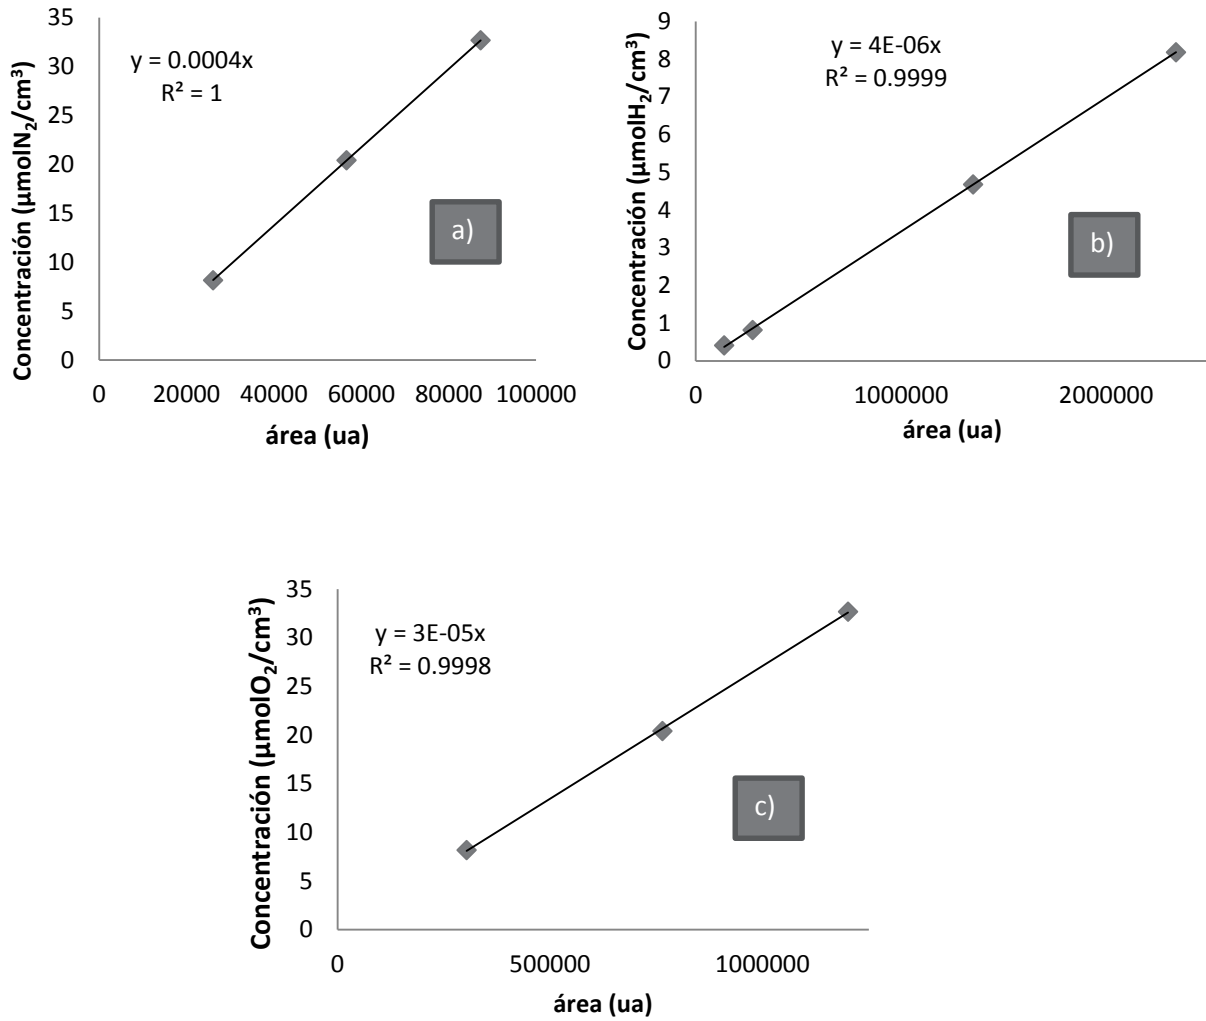 Concentración (µmolN₂/cm³)
35
30
25
20
15
10
5
0
y = 0.0004x
R² = 1
a)
0 20000 40000 60000 80000 100000
área (ua)
Concentración (µmolH₂/cm³)
9
8
7
6
5
4
3
2
1
0
y = 4E-06x
R² = 0.9999
b)
0 1000000 2000000
área (ua)
Concentración (µmolO₂/cm³)
35
30
25
20
15
10
5
0
y = 3E-05x
R² = 0.9998
c)
0 500000 1000000
área (ua)